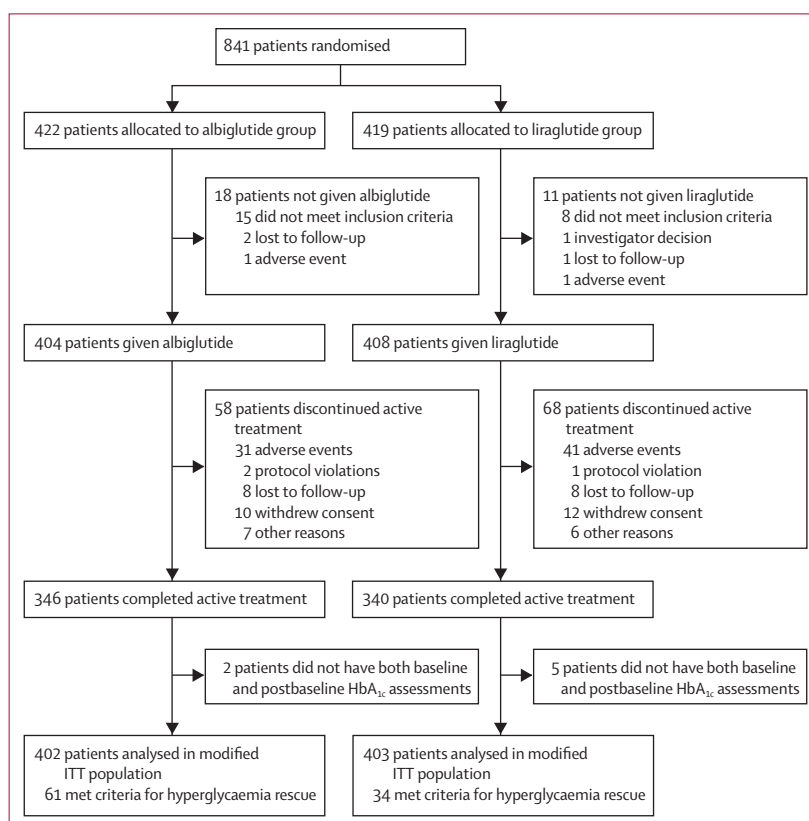 841 patients randomised
422 patients allocated to albiglutide group
419 patients allocated to liraglutide group
18 patients not given albiglutide
15 did not meet inclusion criteria
2 lost to follow-up
1 adverse event
11 patients not given liraglutide
8 did not meet inclusion criteria
1 investigator decision
1 lost to follow-up
1 adverse event
404 patients given albiglutide
408 patients given liraglutide
58 patients discontinued active
treatment
31 adverse events
2 protocol violations
8 lost to follow-up
10 withdrew consent
7 other reasons
68 patients discontinued active
treatment
41 adverse events
1 protocol violation
8 lost to follow-up
12 withdrew consent
6 other reasons
346 patients completed active treatment
340 patients completed active treatment
2 patients did not have both baseline
and postbaseline HbA1c assessments
5 patients did not have both baseline
and postbaseline HbA1c assessments
402 patients analysed in modified
ITT population
61 met criteria for hyperglycaemia rescue
403 patients analysed in modified
ITT population
34 met criteria for hyperglycaemia rescue